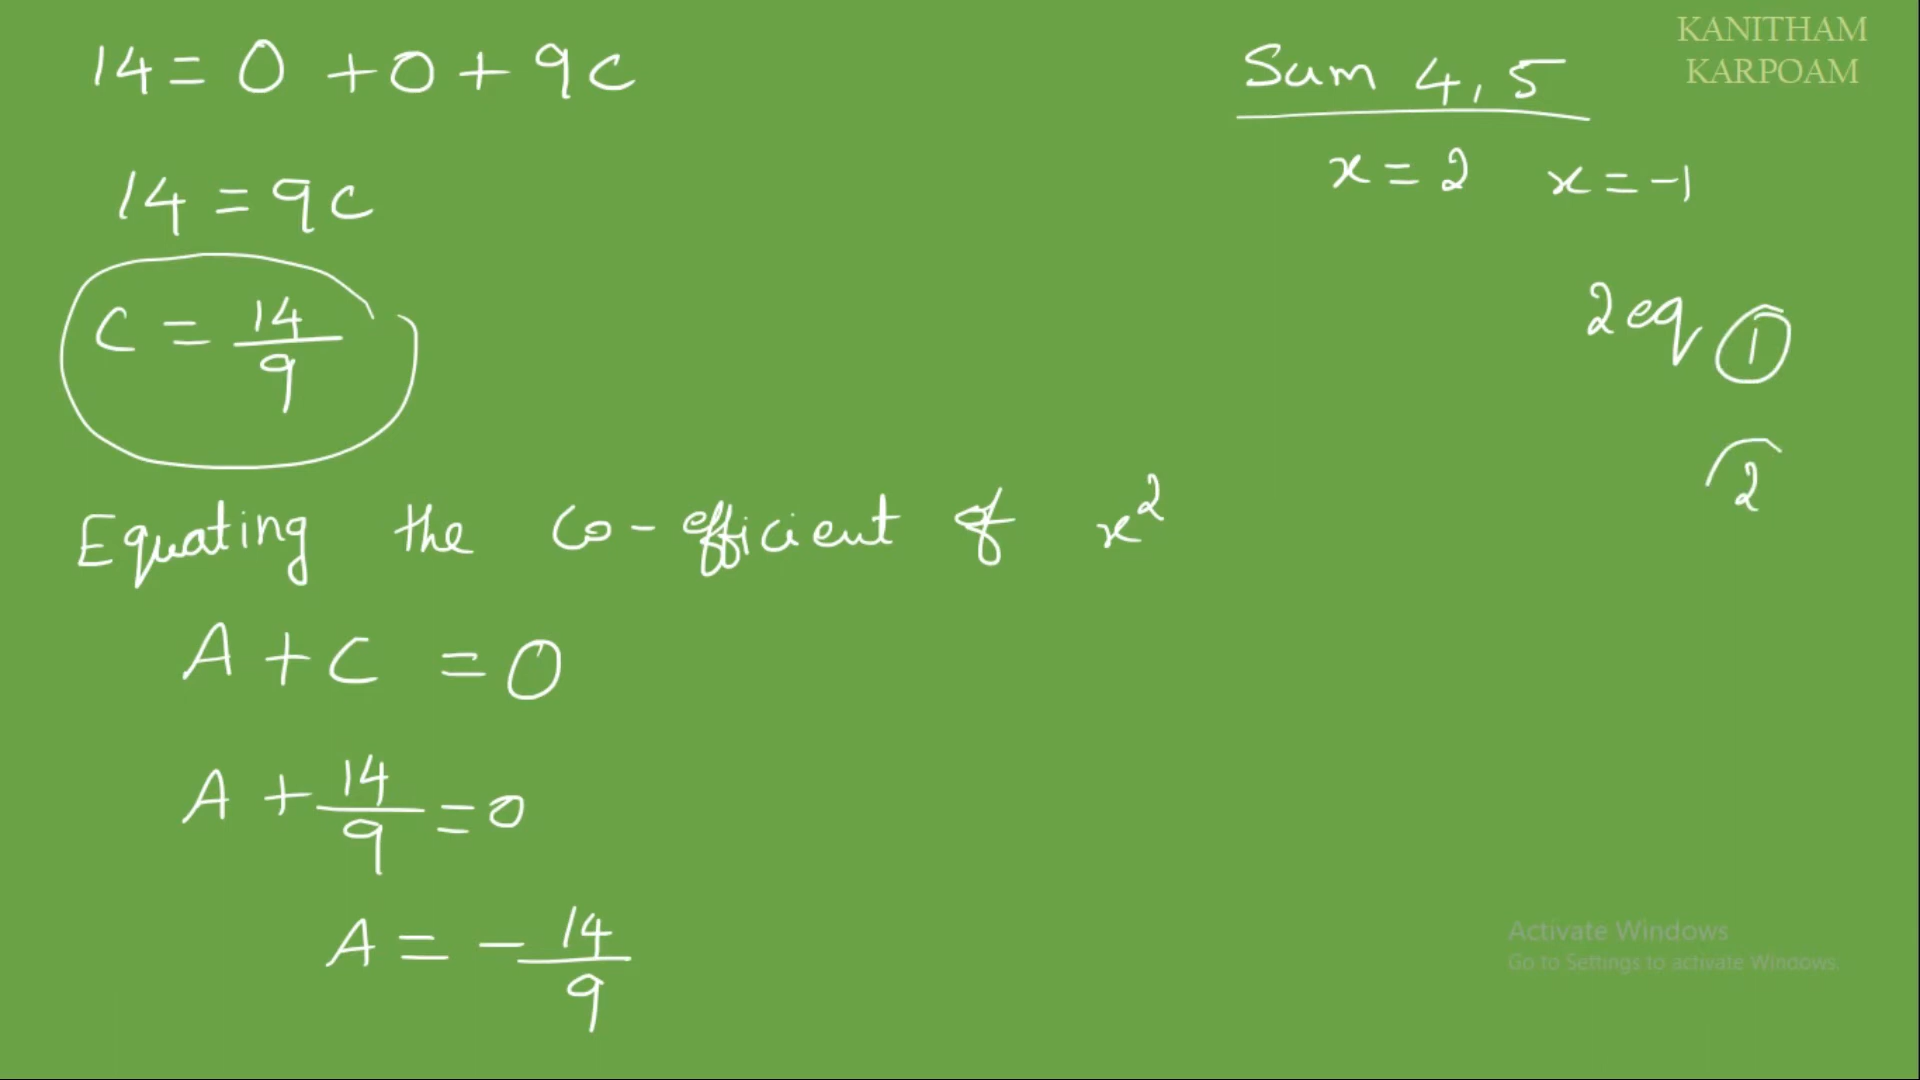 14 = 0 + 0 + 9C
14 = 9C
C = 14/9
Equating the Co-efficient of x²
A + C = 0
A + 14/9 = 0
A = - 14/9
KANITHAM
KARPOAM
Sum 4, 5
x = 2 x = -1
2eq ①
2
Activate Windows
Go to Settings to activate Windows.